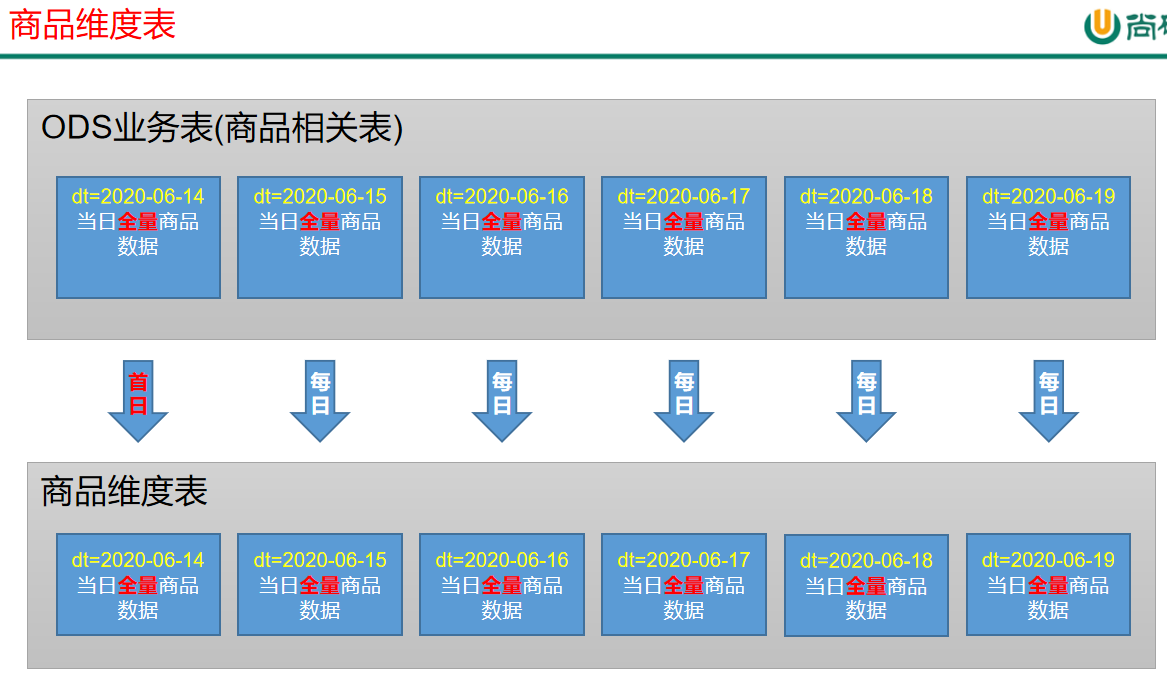 商品维度表
尚
ODS业务表(商品相关表)
dt=2020-06-14
当日全量商品
数据
dt=2020-06-15
当日全量商品
数据
dt=2020-06-16
当日全量商品
数据
dt=2020-06-17
当日全量商品
数据
dt=2020-06-18
当日全量商品
数据
dt=2020-06-19
当日全量商品
数据
首
日
每
日
每
日
每
日
每
日
每
日
商品维度表
dt=2020-06-14
当日全量商品
数据
dt=2020-06-15
当日全量商品
数据
dt=2020-06-16
当日全量商品
数据
dt=2020-06-17
当日全量商品
数据
dt=2020-06-18
当日全量商品
数据
dt=2020-06-19
当日全量商品
数据